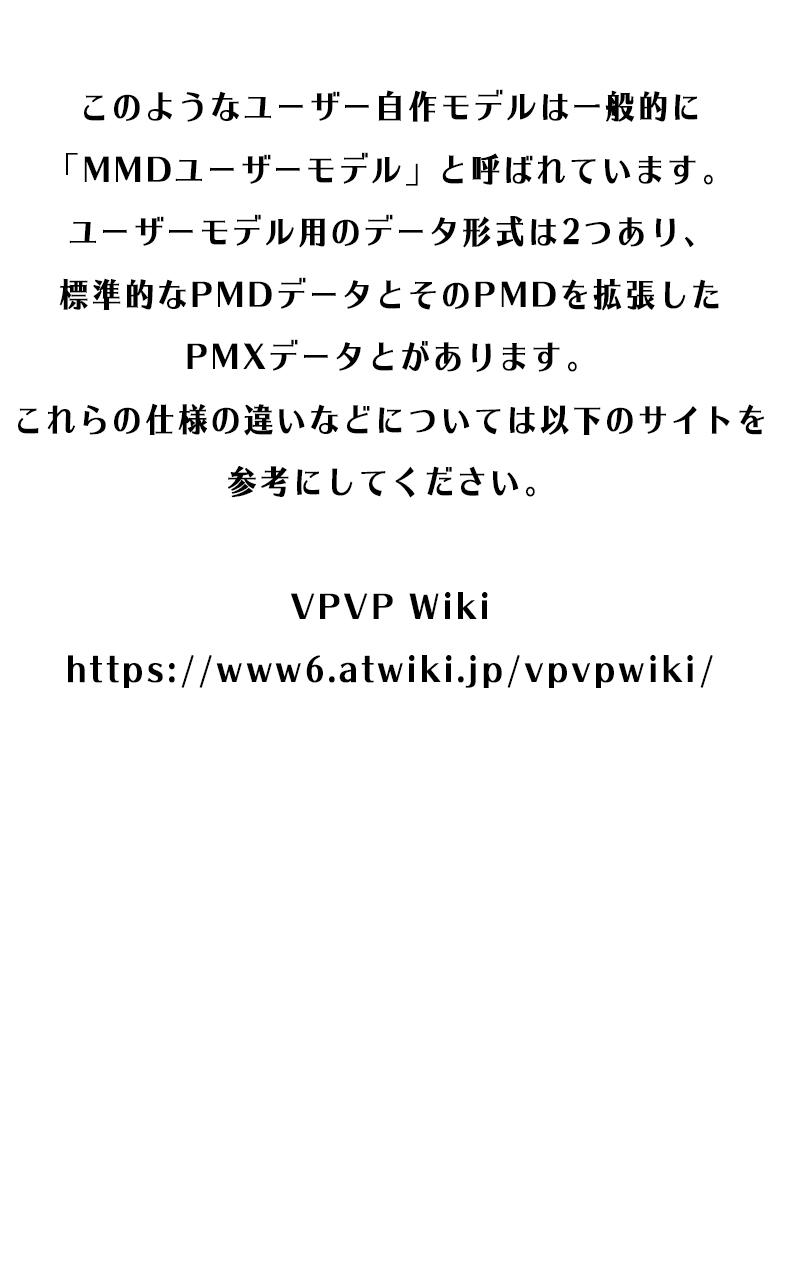 このようなユーザー自作モデルは一般的に
「MMDユーザーモデル」と呼ばれています。
ユーザーモデル用のデータ形式は2つあり、
標準的なPMDデータとそのPMDを拡張した
PMXデータとがあります。
これらの仕様の違いなどについては以下のサイトを
参考にしてください。
VPVP Wiki
https://www6.atwiki.jp/vpvpwiki/